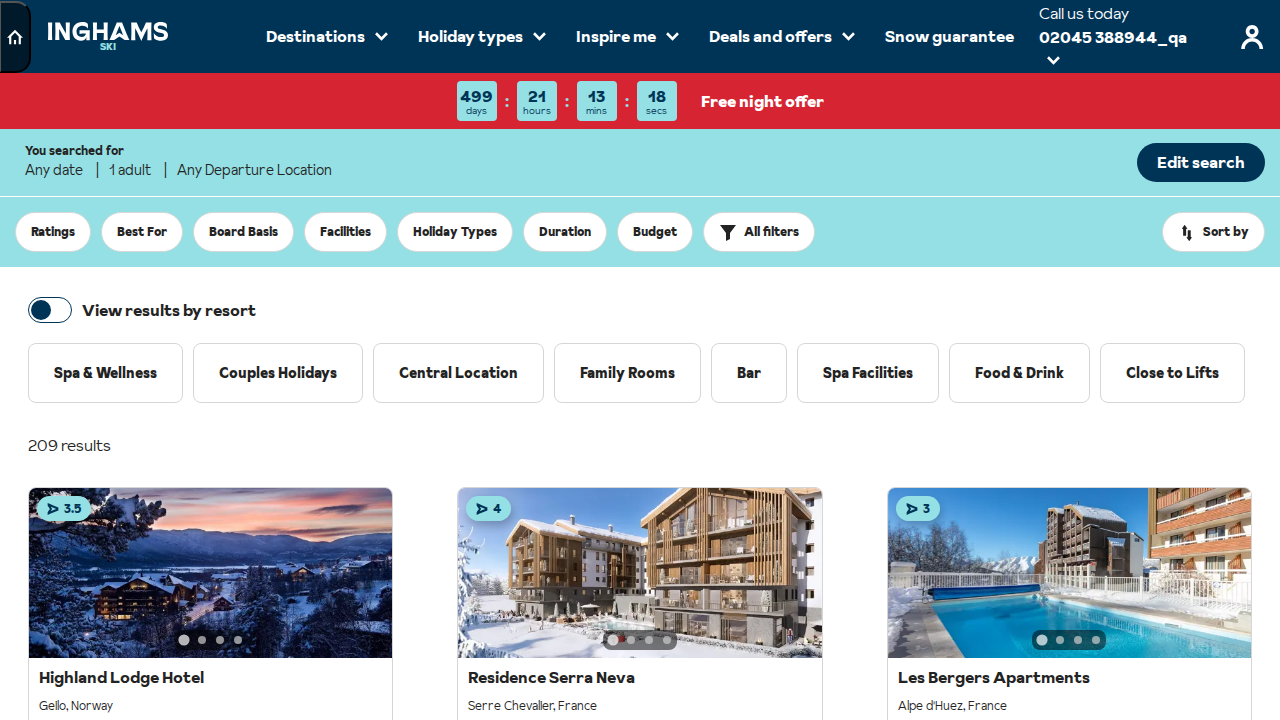 INGHAMS
SKI
Destinations
Holiday types
Inspire me
Deals and offers
Snow guarantee
Call us today
02045 388944_qa
499 : 21 : 13 : 18
days hours mins secs
Free night offer
You searched for
Any date | 1 adult | Any Departure Location
Edit search
Ratings
Best For
Board Basis
Facilities
Holiday Types
Duration
Budget
All filters
Sort by
View results by resort
Spa & Wellness
Couples Holidays
Central Location
Family Rooms
Bar
Spa Facilities
Food & Drink
Close to Lifts
209 results
3.5
4
3
Highland Lodge Hotel
Geilo, Norway
Residence Serra Neva
Serre Chevalier, France
Les Bergers Apartments
Alpe d'Huez, France